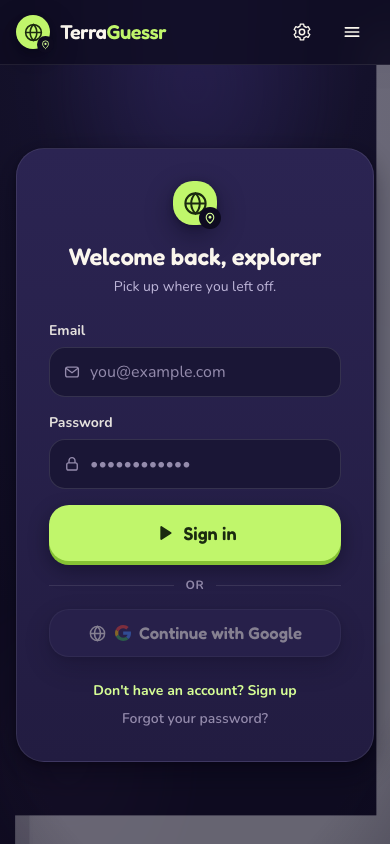 TerraGuessr
Welcome back, explorer
Pick up where you left off.
Email
you@example.com
Password
••••••••••••
Sign in
OR
Continue with Google
Don't have an account? Sign up
Forgot your password?